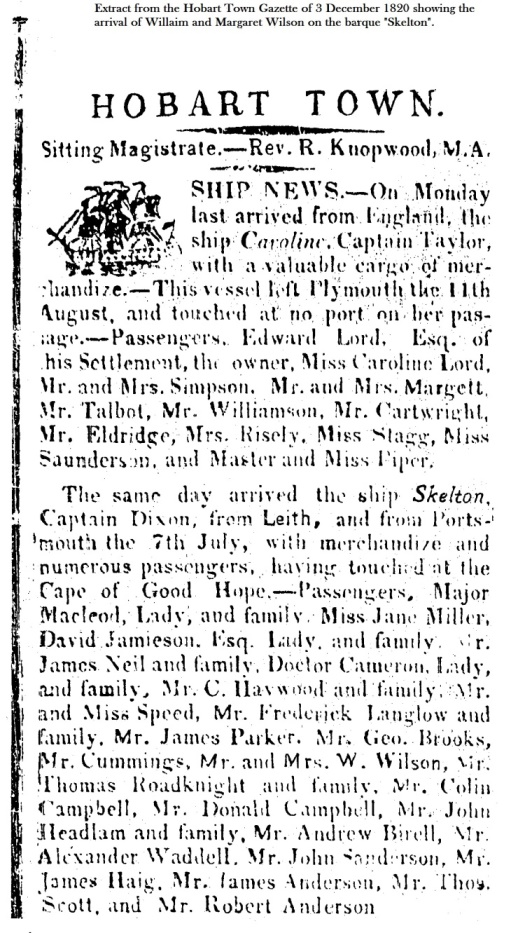 Extract from the Hobart Town Gazette of 3 December 1820 showing the
arrival of Willaim and Margaret Wilson on the barque "Skelton".
HOBART TOWN.
Sitting Magistrate.—Rev. R. Knopwood, M.A.
SHIP NEWS.—On Monday
last arrived from England, the
ship Caroline, Captain Taylor,
with a valuable cargo of mer-
chandize.—This vessel left Plymouth the 11th
August, and touched at no port on her pas-
sage.—Passengers, Edward Lord, Esq. of
his Settlement, the owner, Miss Caroline Lord,
Mr. and Mrs. Simpson, Mr. and Mrs. Margett,
Mr. Talbot, Mr. Williamson, Mr. Cartwright,
Mr. Eldridge, Mrs. Risely, Miss Stagg, Miss
Saunderson, and Master and Miss Piper.
The same day arrived the ship Skelton,
Captain Dixon, from Leith, and from Ports-
mouth the 7th July, with merchandize and
numerous passengers, having touched at the
Cape of Good Hope.—Passengers, Major
Macleod, Lady, and family, Miss Jane Miller,
David Jamieson, Esq. Lady, and family, Mr.
James Neil and family, Doctor Cameron, Lady,
and family, Mr. C. Haywood and family, Mr.
and Miss Speed, Mr. Frederick Langlow and
family, Mr. James Parker, Mr. Geo. Brooks,
Mr. Cummings, Mr. and Mrs. W. Wilson, Mr.
Thomas Roadknight and family, Mr. Colin
Campbell, Mr. Donald Campbell, Mr. John
Headlam and family, Mr. Andrew Birell, Mr.
Alexander Waddell, Mr. John Sanderson, Mr.
James Haig, Mr. James Anderson, Mr. Thos.
Scott, and Mr. Robert Anderson